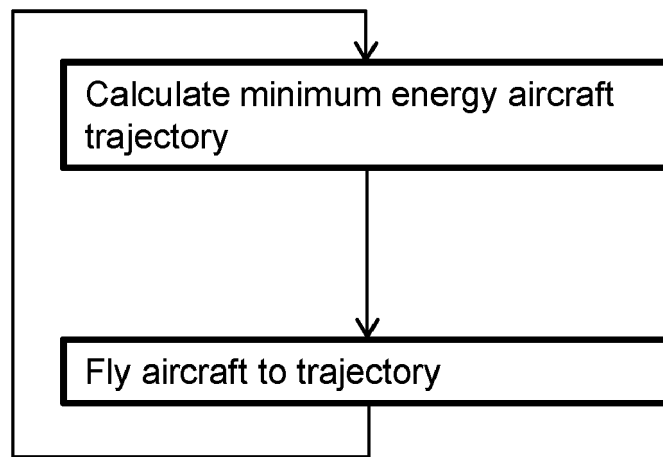 Calculate minimum energy aircraft
trajectory
Fly aircraft to trajectory